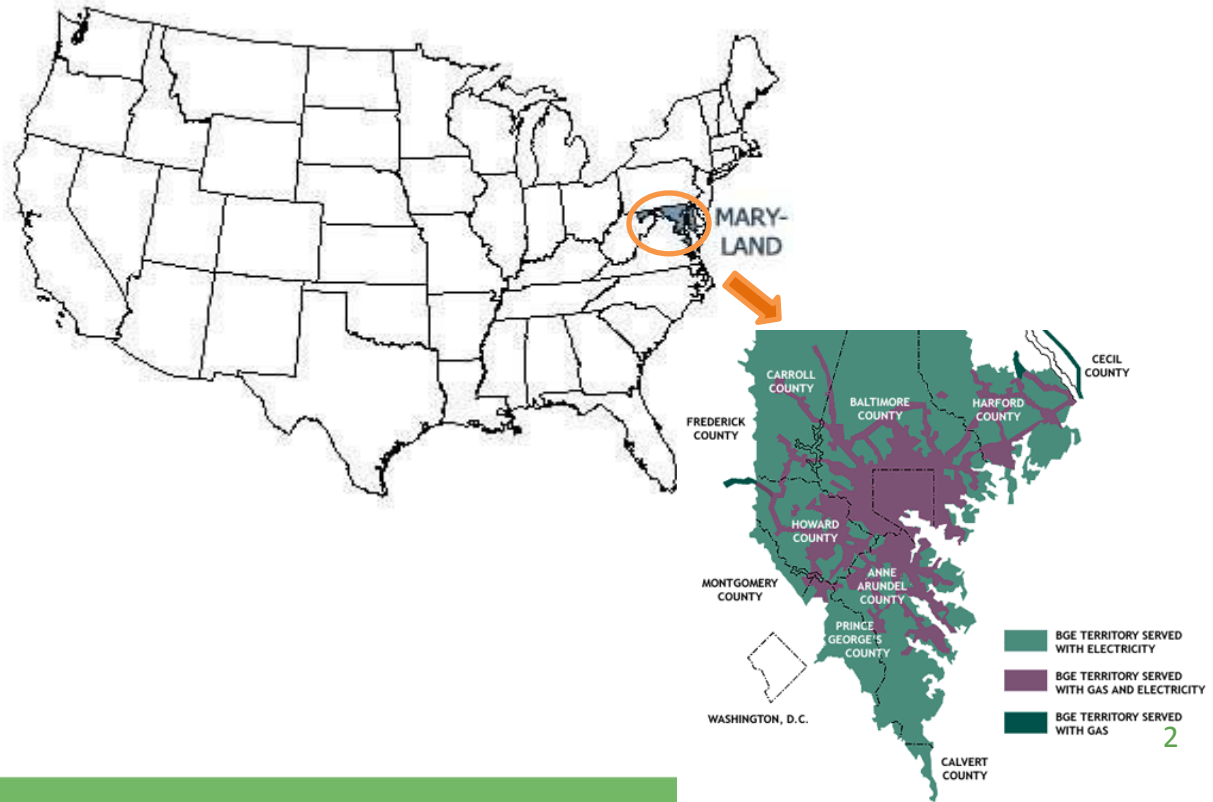 MARY-
LAND
CECIL
COUNTY
CARROLL
COUNTY
BALTIMORE
COUNTY
HARFORD
COUNTY
FREDERICK
COUNTY
HOWARD
COUNTY
MONTGOMERY
COUNTY
ANNE
ARUNDEL
COUNTY
PRINCE
GEORGE'S
COUNTY
WASHINGTON, D.C.
CALVERT
COUNTY
BGE TERRITORY SERVED
WITH ELECTRICITY
BGE TERRITORY SERVED
WITH GAS AND ELECTRICITY
BGE TERRITORY SERVED
WITH GAS
2